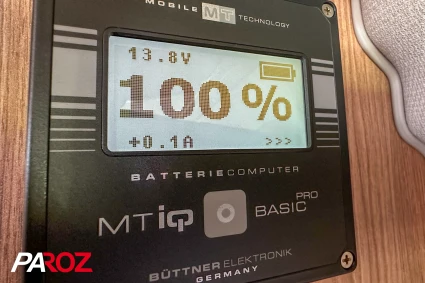 MOBILE MT TECHNOLOGY
13.8V
100%
+0.1A >>>
BATTERIECOMPUTER
MT iQ BASIC PRO
BÜTTNER ELEKTRONIK
GERMANY
PAROZ